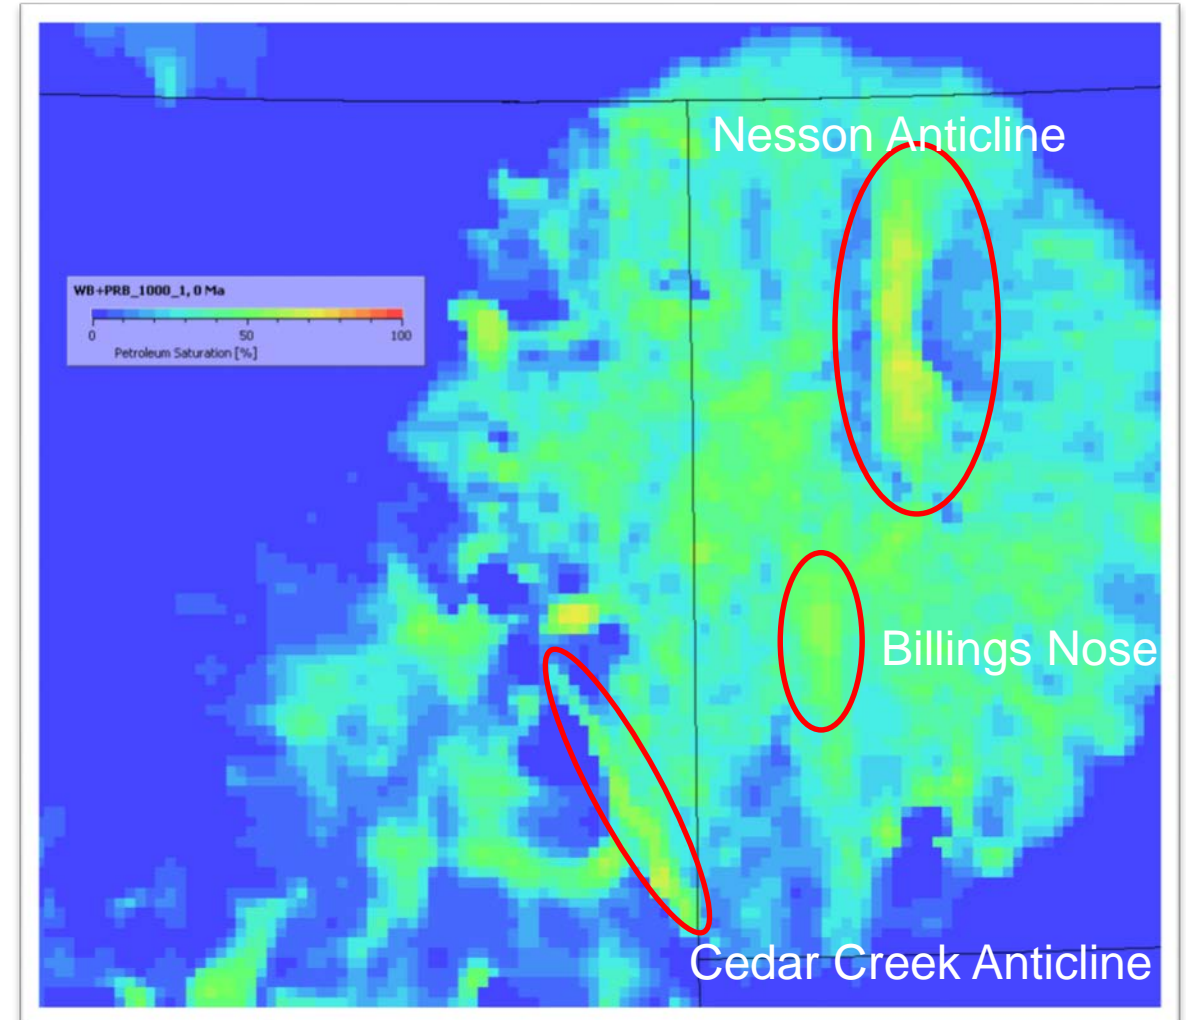 Nesson Anticline
WB+PRB_1000_1, 0 Ma
0 50 100
Petroleum Saturation [%]
Billings Nose
Cedar Creek Anticline